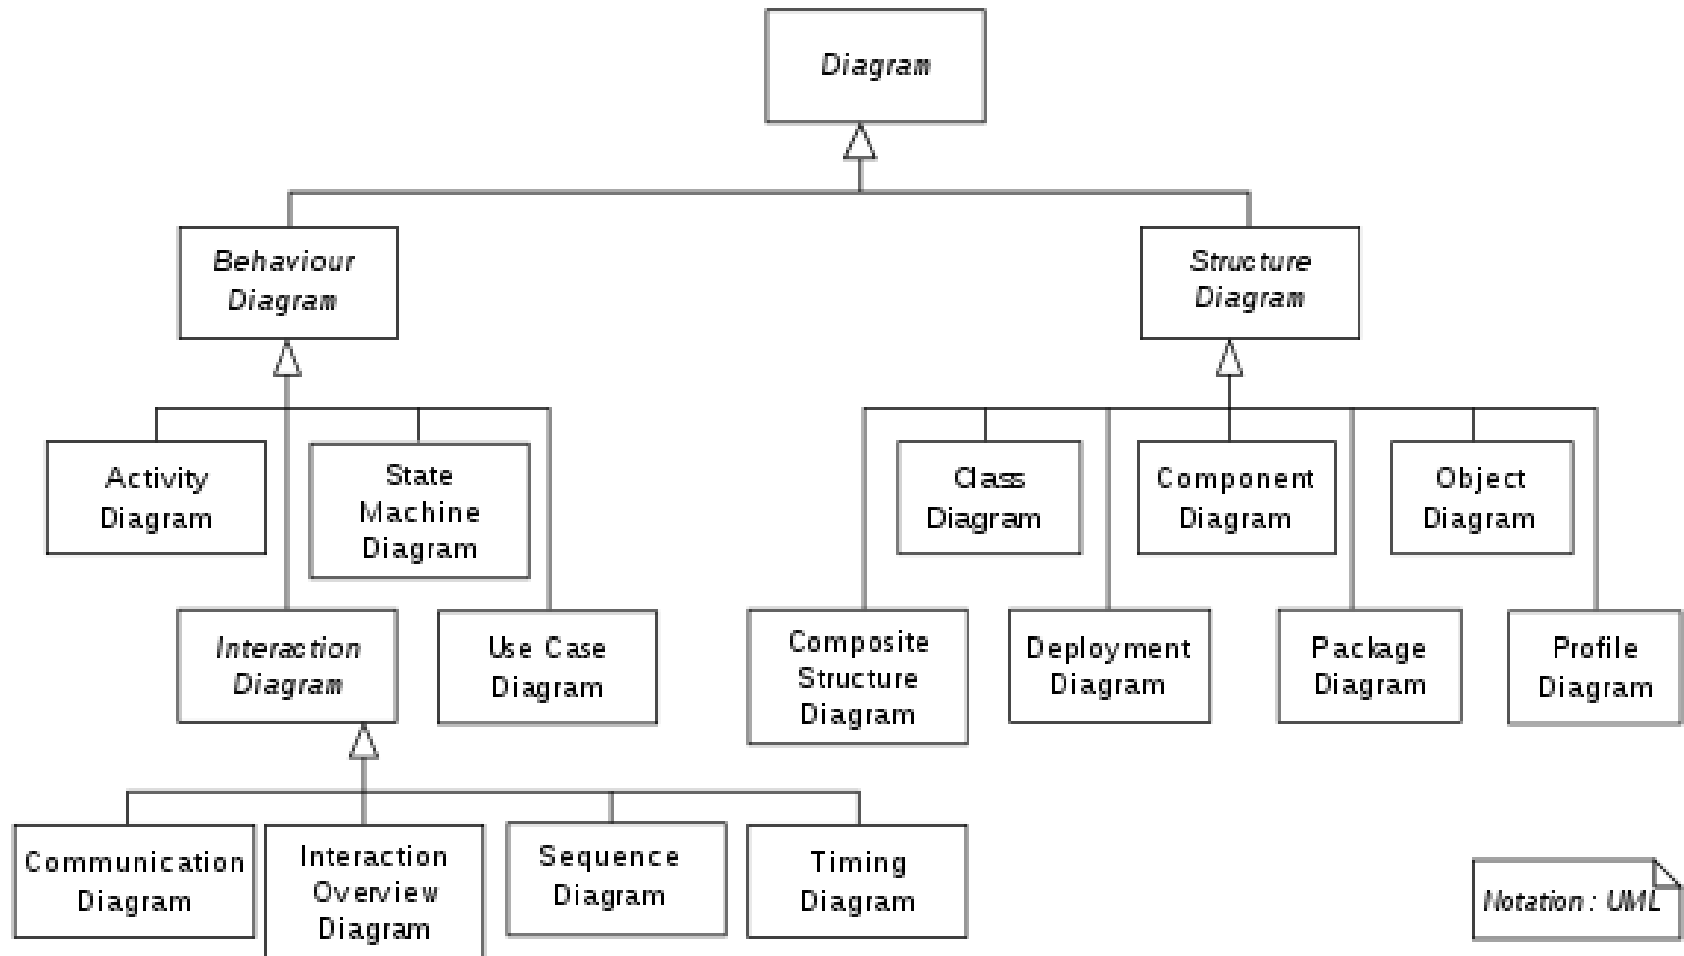 Diagram
Behaviour
Diagram
Structure
Diagram
Activity
Diagram
State
Machine
Diagram
Class
Diagram
Component
Diagram
Object
Diagram
Interaction
Diagram
Use Case
Diagram
Composite
Structure
Diagram
Deployment
Diagram
Package
Diagram
Profile
Diagram
Communication
Diagram
Interaction
Overview
Diagram
Sequence
Diagram
Timing
Diagram
Notation: UML